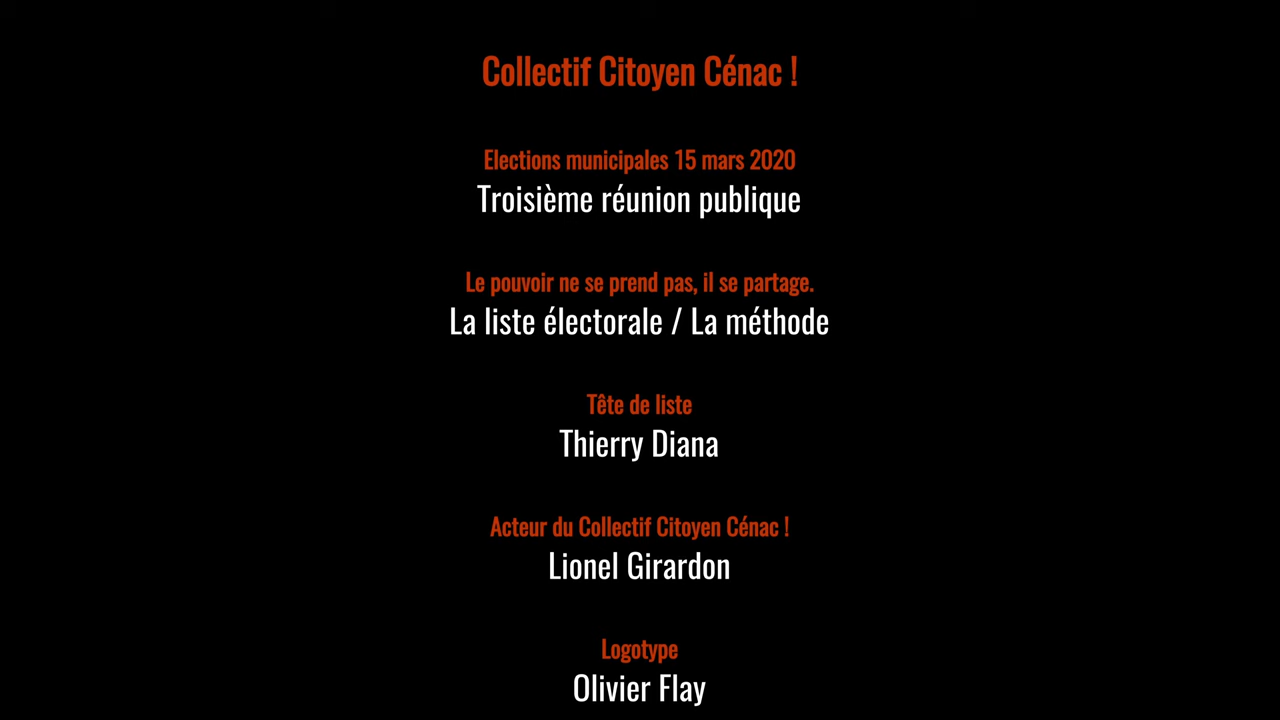 Collectif Citoyen Cénac !
Elections municipales 15 mars 2020
Troisième réunion publique
Le pouvoir ne se prend pas, il se partage.
La liste électorale / La méthode
Tête de liste
Thierry Diana
Acteur du Collectif Citoyen Cénac !
Lionel Girardon
Logotype
Olivier Flay